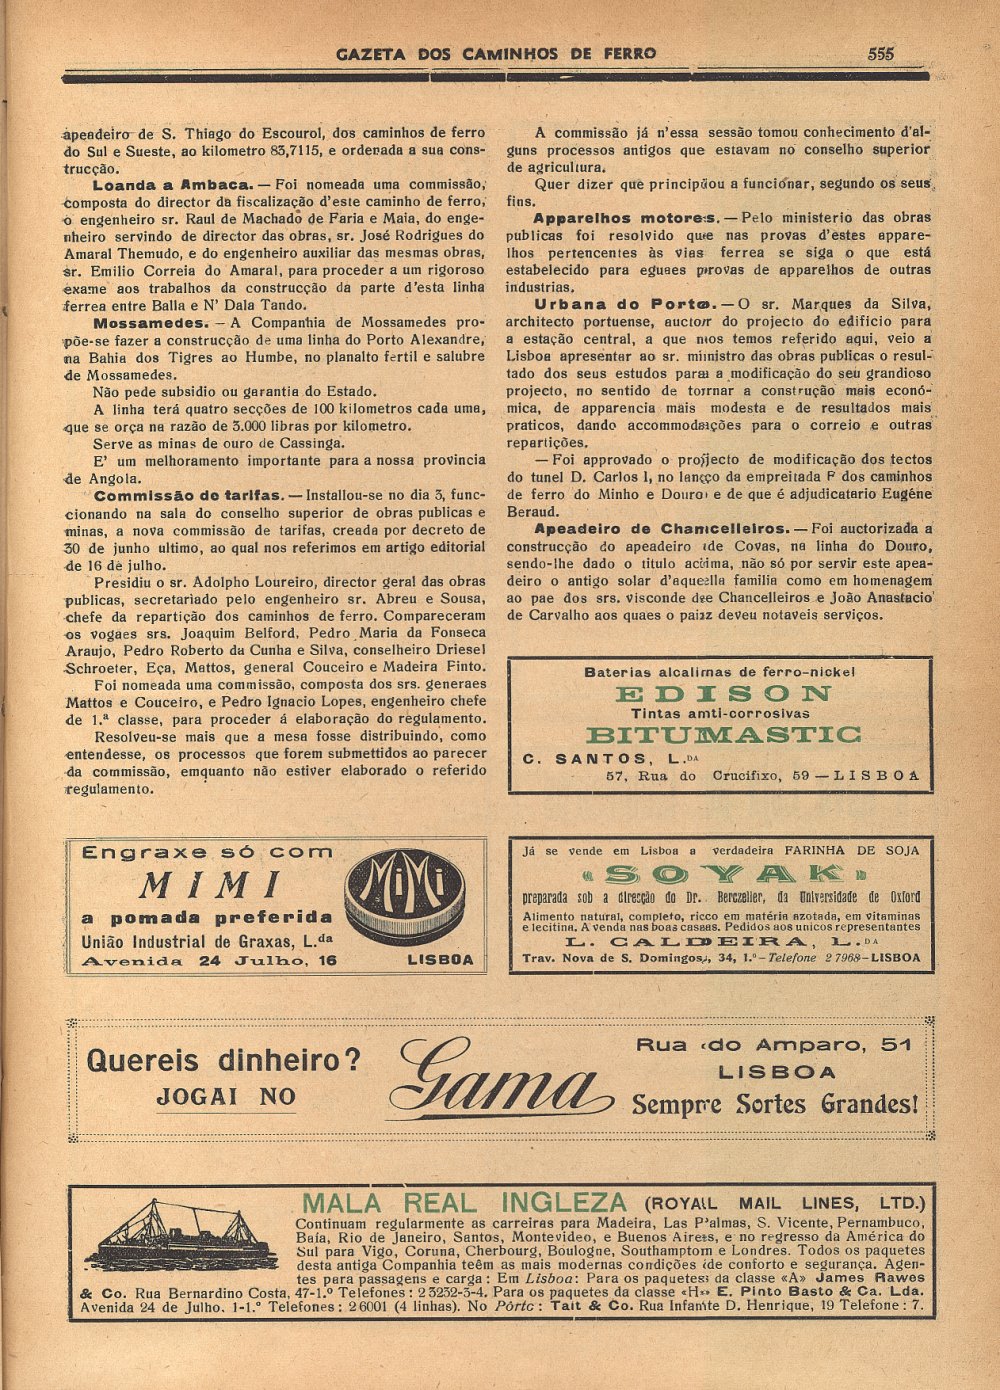 GAZETA DOS CAMINHOS DE FERRO
555
apeadeiro de S. Thiago do Escourol, dos caminhos de ferro
do Sul e Sueste, ao kilometro 83,7115, e ordenada a sua cons-
trucção.
Loanda a Ambaca. — Foi nomeada uma commissão,
composta do director da fiscalização d'este caminho de ferro,
o engenheiro sr. Raul de Machado de Faria e Maia, do enge-
nheiro servindo de director das obras, sr. José Rodrigues do
Amaral Themudo, e do engenheiro auxiliar das mesmas obras,
sr. Emilio Correia do Amaral, para proceder a um rigoroso
exame aos trabalhos da construcção da parte d'esta linha
ferrea entre Balla e N' Dala Tando.
Mossamedes. — A Companhia de Mossamedes pro-
põe-se fazer a construcção de uma linha do Porto Alexandre,
na Bahia dos Tigres ao Humbe, no planalto fertil e salubre
de Mossamedes.
Não pede subsidio ou garantia do Estado.
A linha terá quatro secções de 100 kilometros cada uma,
que se orça na razão de 3.000 libras por kilometro.
Serve as minas de ouro de Cassinga.
E' um melhoramento importante para a nossa provincia
de Angola.
Commissão de tarifas. — Installou-se no dia 3, func-
cionando na sala do conselho superior de obras publicas e
minas, a nova commissão de tarifas, creada por decreto de
30 de junho ultimo, ao qual nos referimos em artigo editorial
de 16 de julho.
Presidiu o sr. Adolpho Loureiro, director geral das obras
publicas, secretariado pelo engenheiro sr. Abreu e Sousa,
chefe da repartição dos caminhos de ferro. Compareceram
os vogaes srs. Joaquim Belford, Pedro Maria da Fonseca
Araujo, Pedro Roberto da Cunha e Silva, conselheiro Driesel
Schroeter, Eça, Mattos, general Couceiro e Madeira Pinto.
Foi nomeada uma commissão, composta dos srs. generaes
Mattos e Couceiro, e Pedro Ignacio Lopes, engenheiro chefe
de 1.ª classe, para proceder á elaboração do regulamento.
Resolveu-se mais que a mesa fosse distribuindo, como
entendesse, os processos que forem submettidos ao parecer
da commissão, emquanto não estiver elaborado o referido
regulamento.
A commissão já n'essa sessão tomou conhecimento d'al-
guns processos antigos que estavam no conselho superior
de agricultura.
Quer dizer que principiou a funcionar, segundo os seus
fins.
Apparelhos motores. — Pelo ministerio das obras
publicas foi resolvido que nas provas d'estes appare-
lhos pertencentes às vias ferrea se siga o que está
estabelecido para eguaes provas de apparelhos de outras
industrias.
Urbana do Porto. — O sr. Marques da Silva,
architecto portuense, auctor do projecto do edificio para
a estação central, a que nos temos referido aqui, veio a
Lisboa apresentar ao sr. ministro das obras publicas o resul-
tado dos seus estudos para a modificação do seu grandioso
projecto, no sentido de tornar a construção mais econó-
mica, de apparencia mais modesta e de resultados mais
praticos, dando accommodações para o correio e outras
repartições.
— Foi approvado o projecto de modificação dos tectos
do tunel D. Carlos I, no lanço da empreitada F dos caminhos
de ferro do Minho e Douro e de que é adjudicatario Eugéne
Beraud.
Apeadeiro de Chancelleiros. — Foi auctorizada a
construcção do apeadeiro de Covas, na linha do Douro,
sendo-lhe dado o titulo acima, não só por servir este apea-
deiro o antigo solar d'aquella familia como em homenagem
ao pae dos srs. visconde de Chancelleiros e João Anastacio
de Carvalho aos quaes o paiz deveu notaveis serviços.
Baterias alcalinas de ferro-nickel
EDISON
Tintas anti-corrosivas
BITUMASTIC
C. SANTOS, L.DA
57, Rua do Crucifixo, 59 — LISBOA
Engraxe só com
MIMI
a pomada preferida
União Industrial de Graxas, L.da
Avenida 24 Julho, 16 LISBOA
MiMi
Já se vende em Lisboa a verdadeira FARINHA DE SOJA
«SOYAK»
preparada sob a direcção do Dr. Berczeller, da Universidade de Oxford
Alimento natural, completo, ricco em matéria azotada, em vitaminas
e lecitina. A venda nas boas casas. Pedidos aos unicos representantes
L. CALDEIRA, L.DA
Trav. Nova de S. Domingos, 34, 1.º — Telefone 2 7968 — LISBOA
Quereis dinheiro?
JOGAI NO
Gama
Rua do Amparo, 51
LISBOA
Sempre Sortes Grandes!
MALA REAL INGLEZA (ROYAL MAIL LINES, LTD.)
Continuam regularmente as carreiras para Madeira, Las Palmas, S. Vicente, Pernambuco,
Baía, Rio de Janeiro, Santos, Montevideo, e Buenos Aires, e no regresso da América do
Sul para Vigo, Coruna, Cherbourg, Boulogne, Southampton e Londres. Todos os paquetes
desta antiga Companhia teêm as mais modernas condições de conforto e segurança. Agen-
tes para passagens e carga: Em Lisboa: Para os paquetes da classe «A» James Rawes
& Co. Rua Bernardino Costa, 47-1.º Telefones: 2 3232-3-4. Para os paquetes da classe «H» E. Pinto Basto & Ca. Lda.
Avenida 24 de Julho. 1-1.º Telefones: 2 6001 (4 linhas). No Pôrto: Tait & Co. Rua Infante D. Henrique, 19 Telefone: 7.